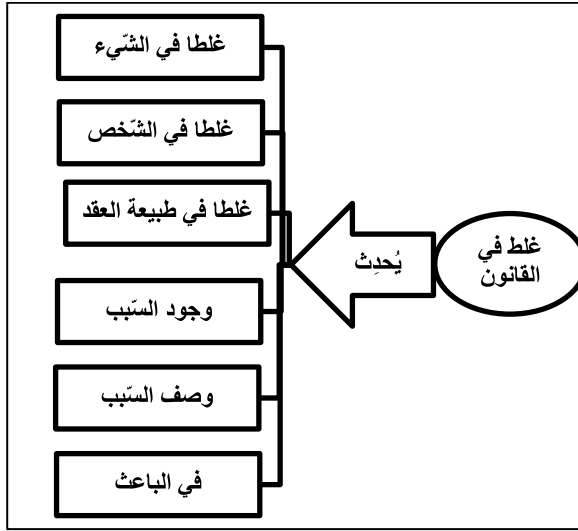 غلط في
القانون
يُحدِث
غلطا في الشّيء
غلطا في الشّخص
غلطا في طبيعة العقد
وجود السّبب
وصف السّبب
في الباعث